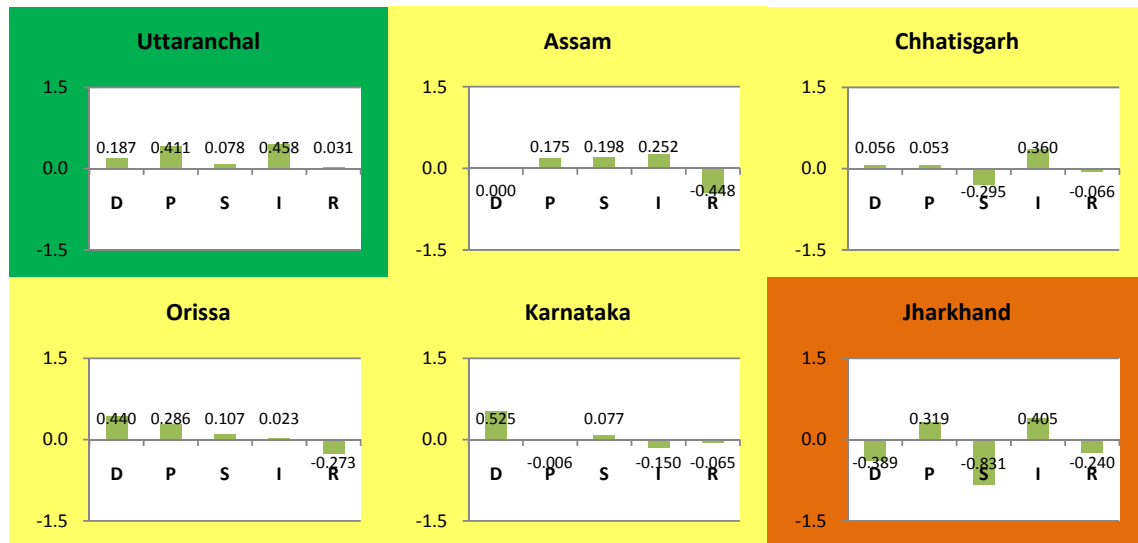 Uttaranchal
1.5
0.187 0.411 0.078 0.458 0.031
0.0
D P S I R
-1.5
Assam
1.5
0.175 0.198 0.252
0.0
0.000 -0.448
D P S I R
-1.5
Chhatisgarh
1.5
0.056 0.053 0.360
0.0
-0.295 -0.066
D P S I R
-1.5
Orissa
1.5
0.440 0.286 0.107 0.023
0.0
-0.273
D P S I R
-1.5
Karnataka
1.5
0.525 0.077
0.0
-0.006 -0.150 -0.065
D P S I R
-1.5
Jharkhand
1.5
0.319 0.405
0.0
-0.389 -0.831 -0.240
D P S I R
-1.5